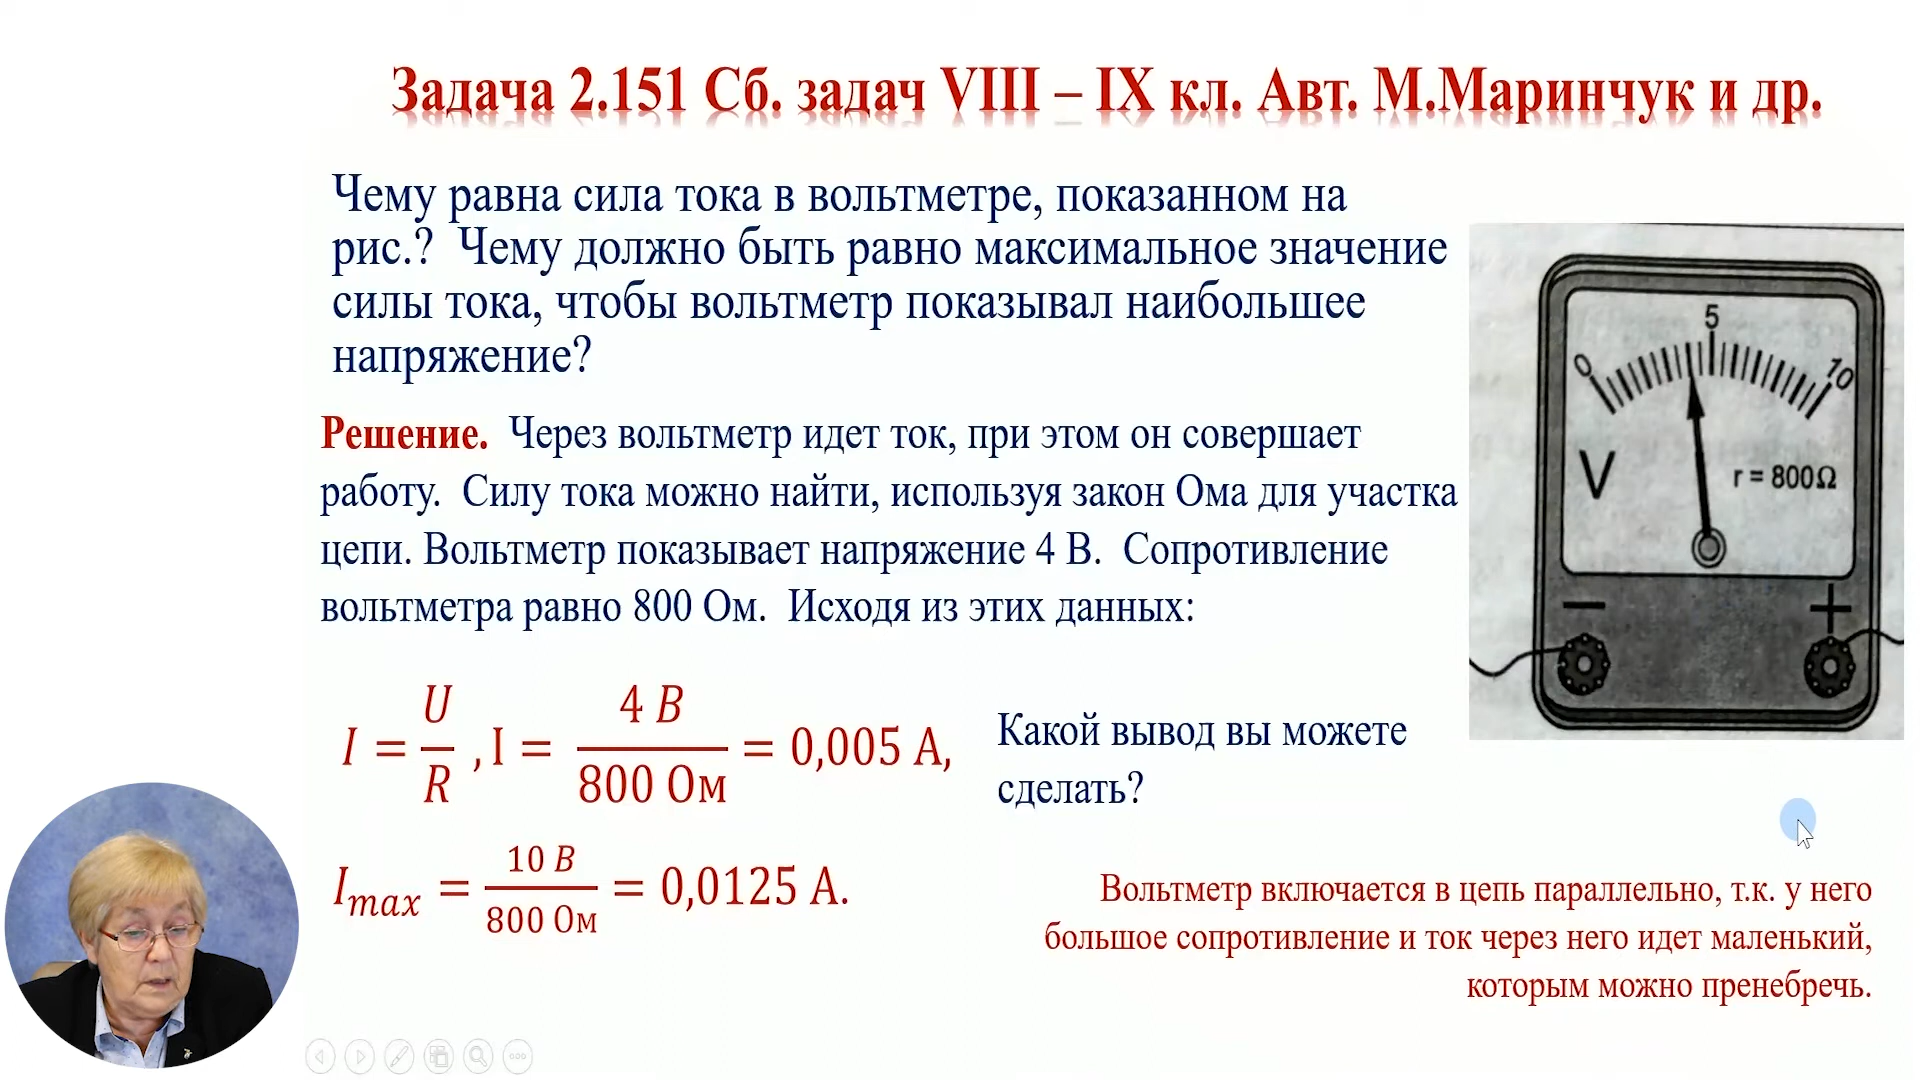 Задача 2.151 Сб. задач VIII – IX кл. Авт. М.Маринчук и др.
Чему равна сила тока в вольтметре, показанном на
рис.? Чему должно быть равно максимальное значение
силы тока, чтобы вольтметр показывал наибольшее
напряжение?
0 5 10
V r = 800Ω
− +
Решение. Через вольтметр идет ток, при этом он совершает
работу. Силу тока можно найти, используя закон Ома для участка
цепи. Вольтметр показывает напряжение 4 В. Сопротивление
вольтметра равно 800 Ом. Исходя из этих данных:
I = U/R , I = 4 В/800 Ом = 0,005 А,
I_max = 10 В/800 Ом = 0,0125 А.
Какой вывод вы можете
сделать?
Вольтметр включается в цепь параллельно, т.к. у него
большое сопротивление и ток через него идет маленький,
которым можно пренебречь.